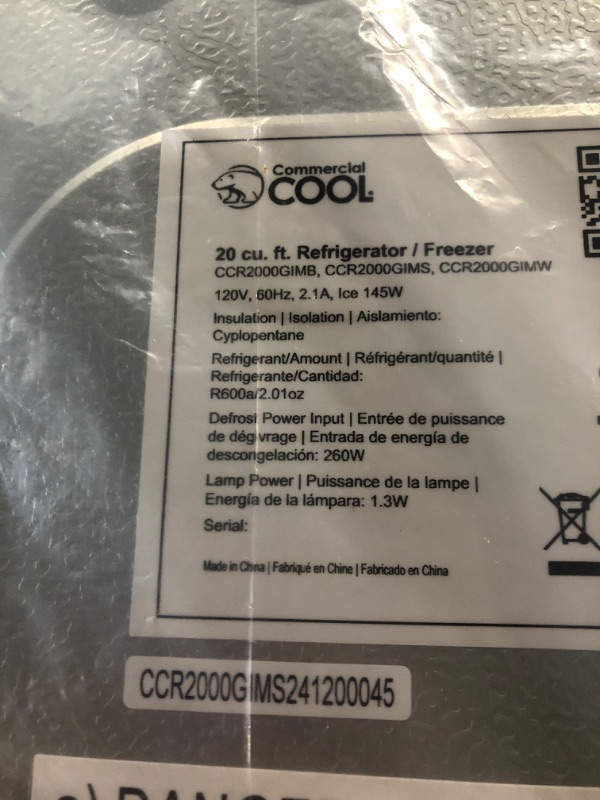 Commercial
COOL
20 cu. ft. Refrigerator / Freezer
CCR2000GIMB, CCR2000GIMS, CCR2000GIMW
120V, 60Hz, 2.1A, Ice 145W
Insulation | Isolation | Aislamiento:
Cyplopentane
Refrigerant/Amount | Réfrigérant/quantité |
Refrigerante/Cantidad:
R600a/2.01oz
Defrost Power Input | Entrée de puissance
de dégivrage | Entrada de energía de
descongelación: 260W
Lamp Power | Puissance de la lampe |
Energía de la lámpara: 1.3W
Serial:
Made in China | Fabriqué en Chine | Fabricado en China
CCR2000GIMS241200045